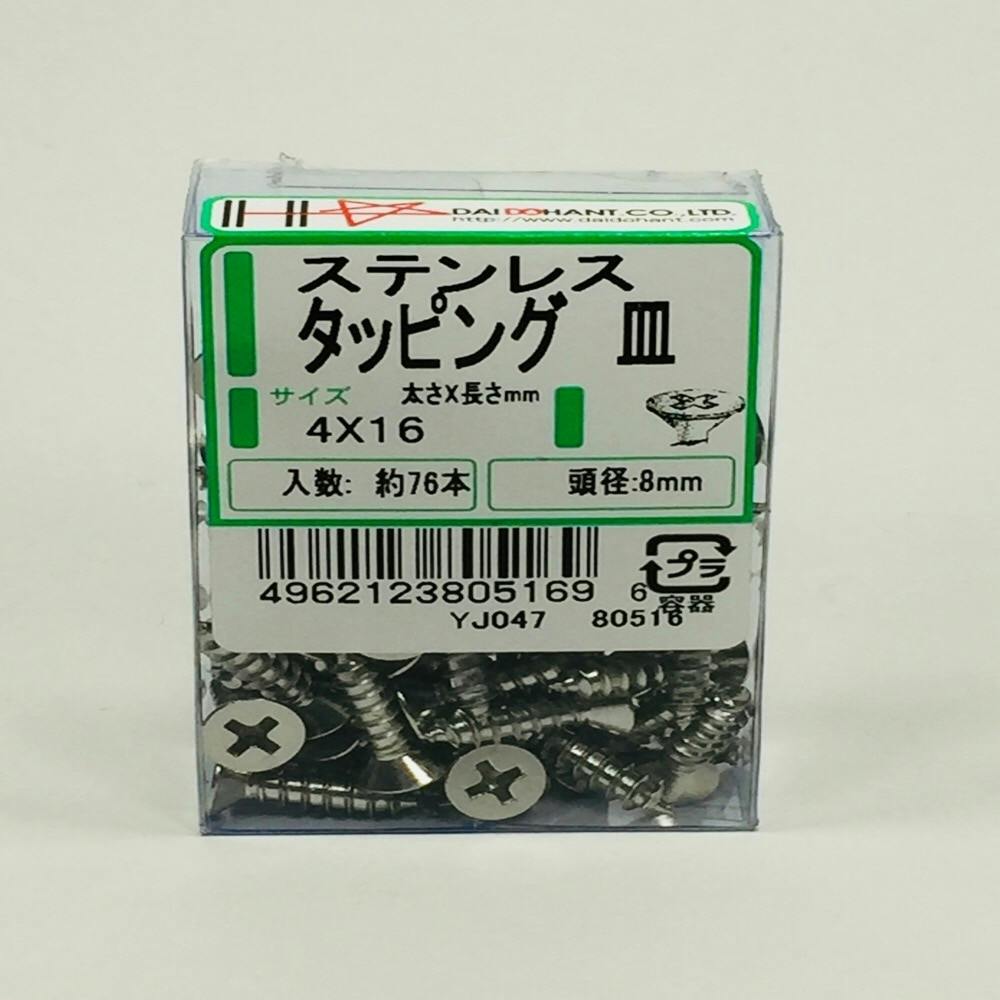 DAIDOHANT.CO.,LTD.
http://www.daidohant.com
ステンレス
タッピング 皿
サイズ 太さX長さmm
4X16
入数: 約76本 頭径:8mm
プラ
4962123805169 6
容器
YJ047 80516